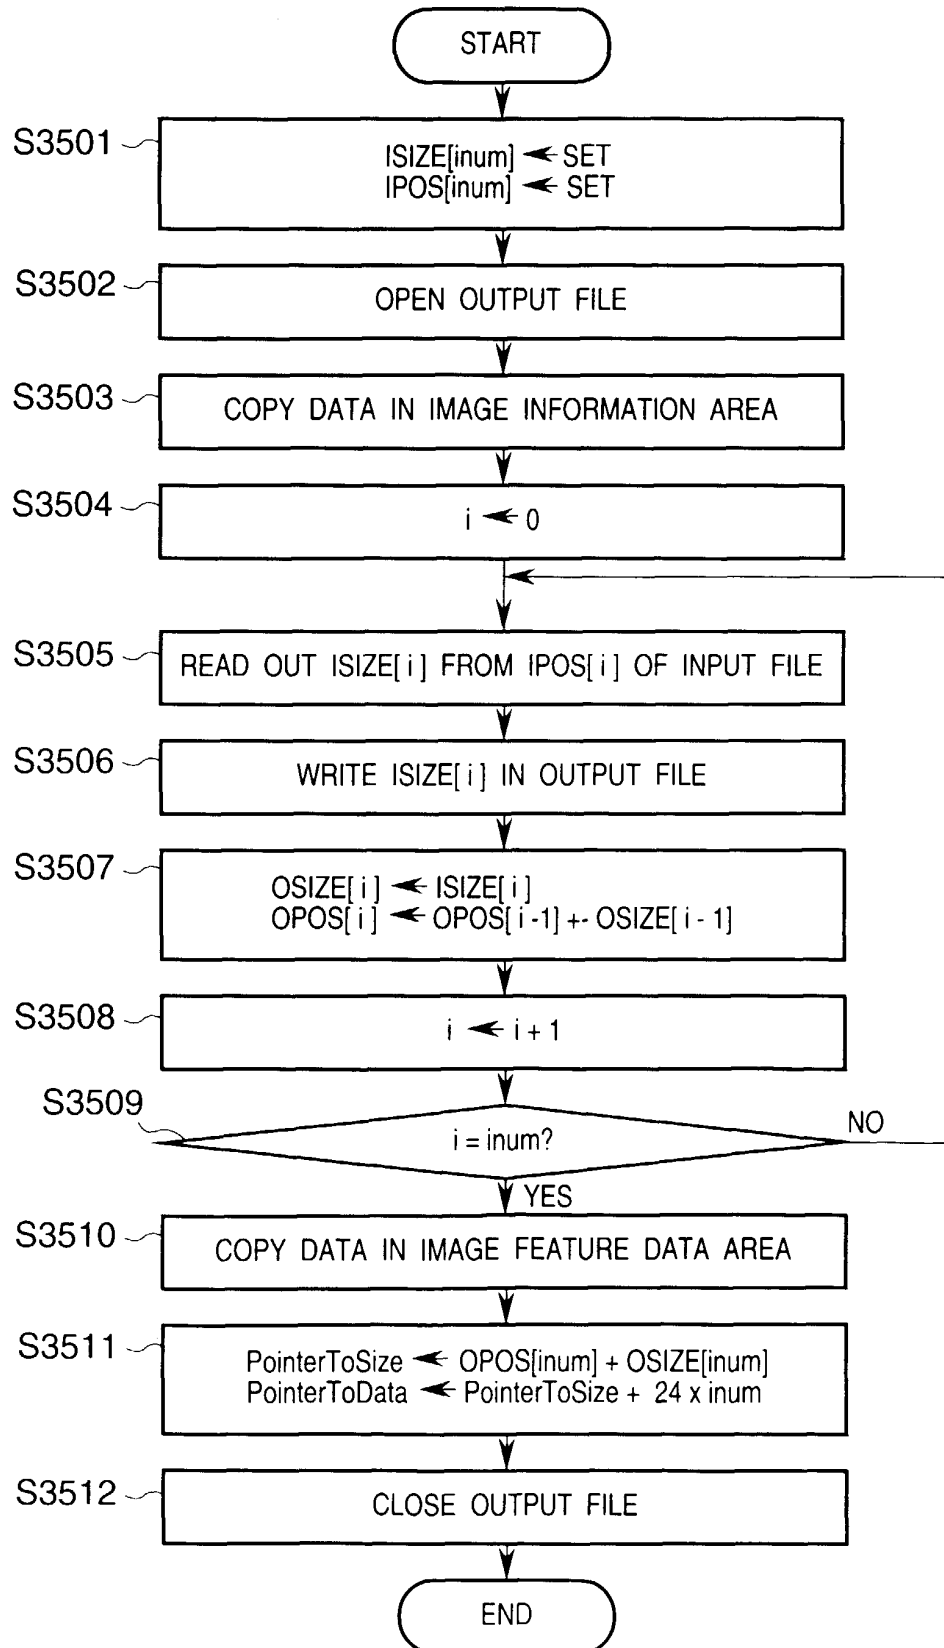 START
S3501
ISIZE[inum] ← SET
IPOS[inum] ← SET
S3502
OPEN OUTPUT FILE
S3503
COPY DATA IN IMAGE INFORMATION AREA
S3504
i ← 0
S3505
READ OUT ISIZE[i] FROM IPOS[i] OF INPUT FILE
S3506
WRITE ISIZE[i] IN OUTPUT FILE
S3507
OSIZE[i] ← ISIZE[i]
OPOS[i] ← OPOS[i-1] +- OSIZE[i-1]
S3508
i ← i + 1
S3509
i = inum?
NO
YES
S3510
COPY DATA IN IMAGE FEATURE DATA AREA
S3511
PointerToSize ← OPOS[inum] + OSIZE[inum]
PointerToData ← PointerToSize + 24 x inum
S3512
CLOSE OUTPUT FILE
END